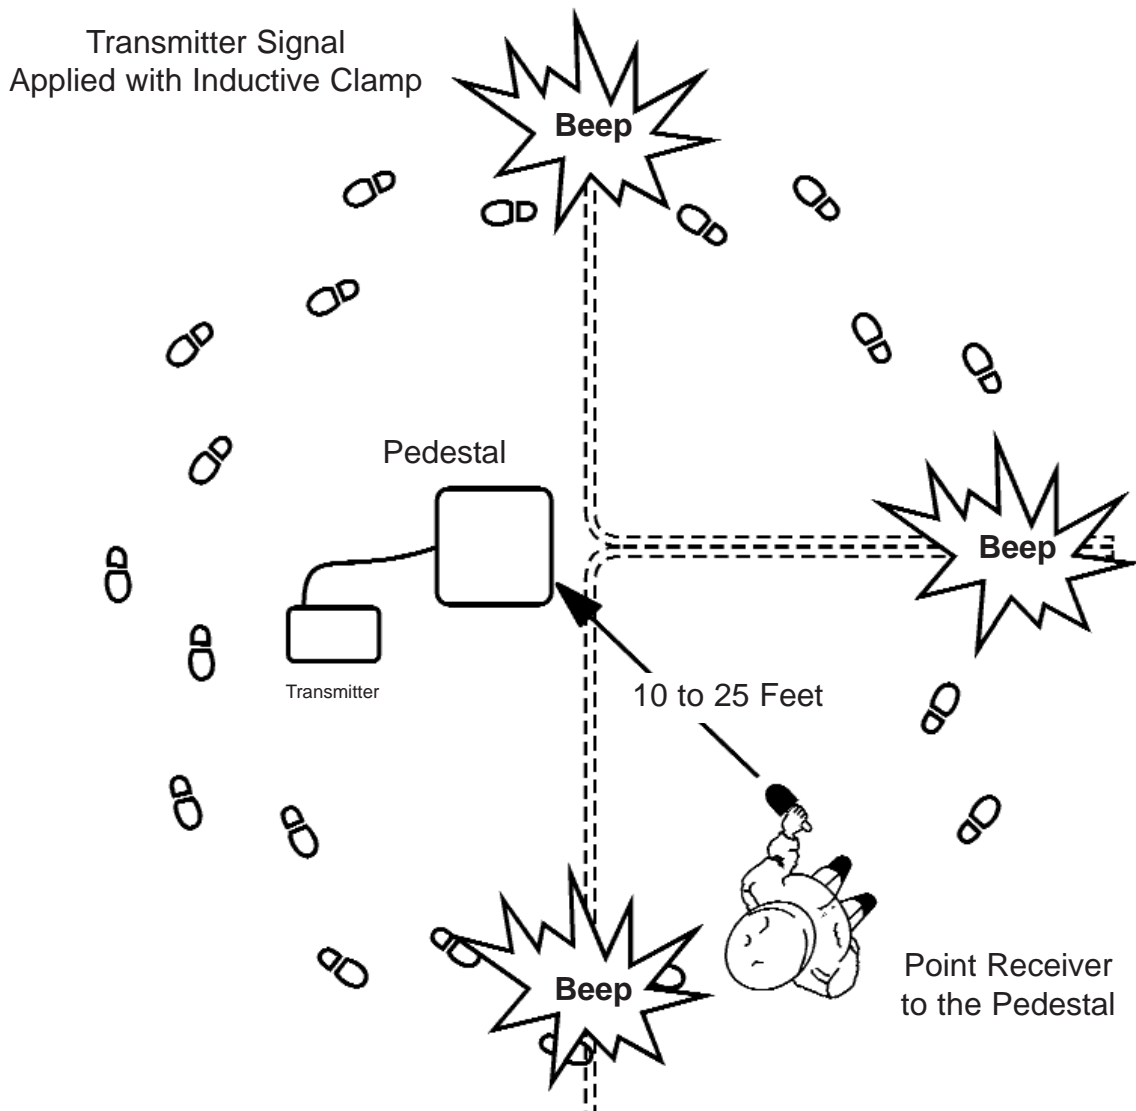 Transmitter Signal
Applied with Inductive Clamp
Beep
Pedestal
Beep
Transmitter
10 to 25 Feet
Point Receiver
to the Pedestal
Beep